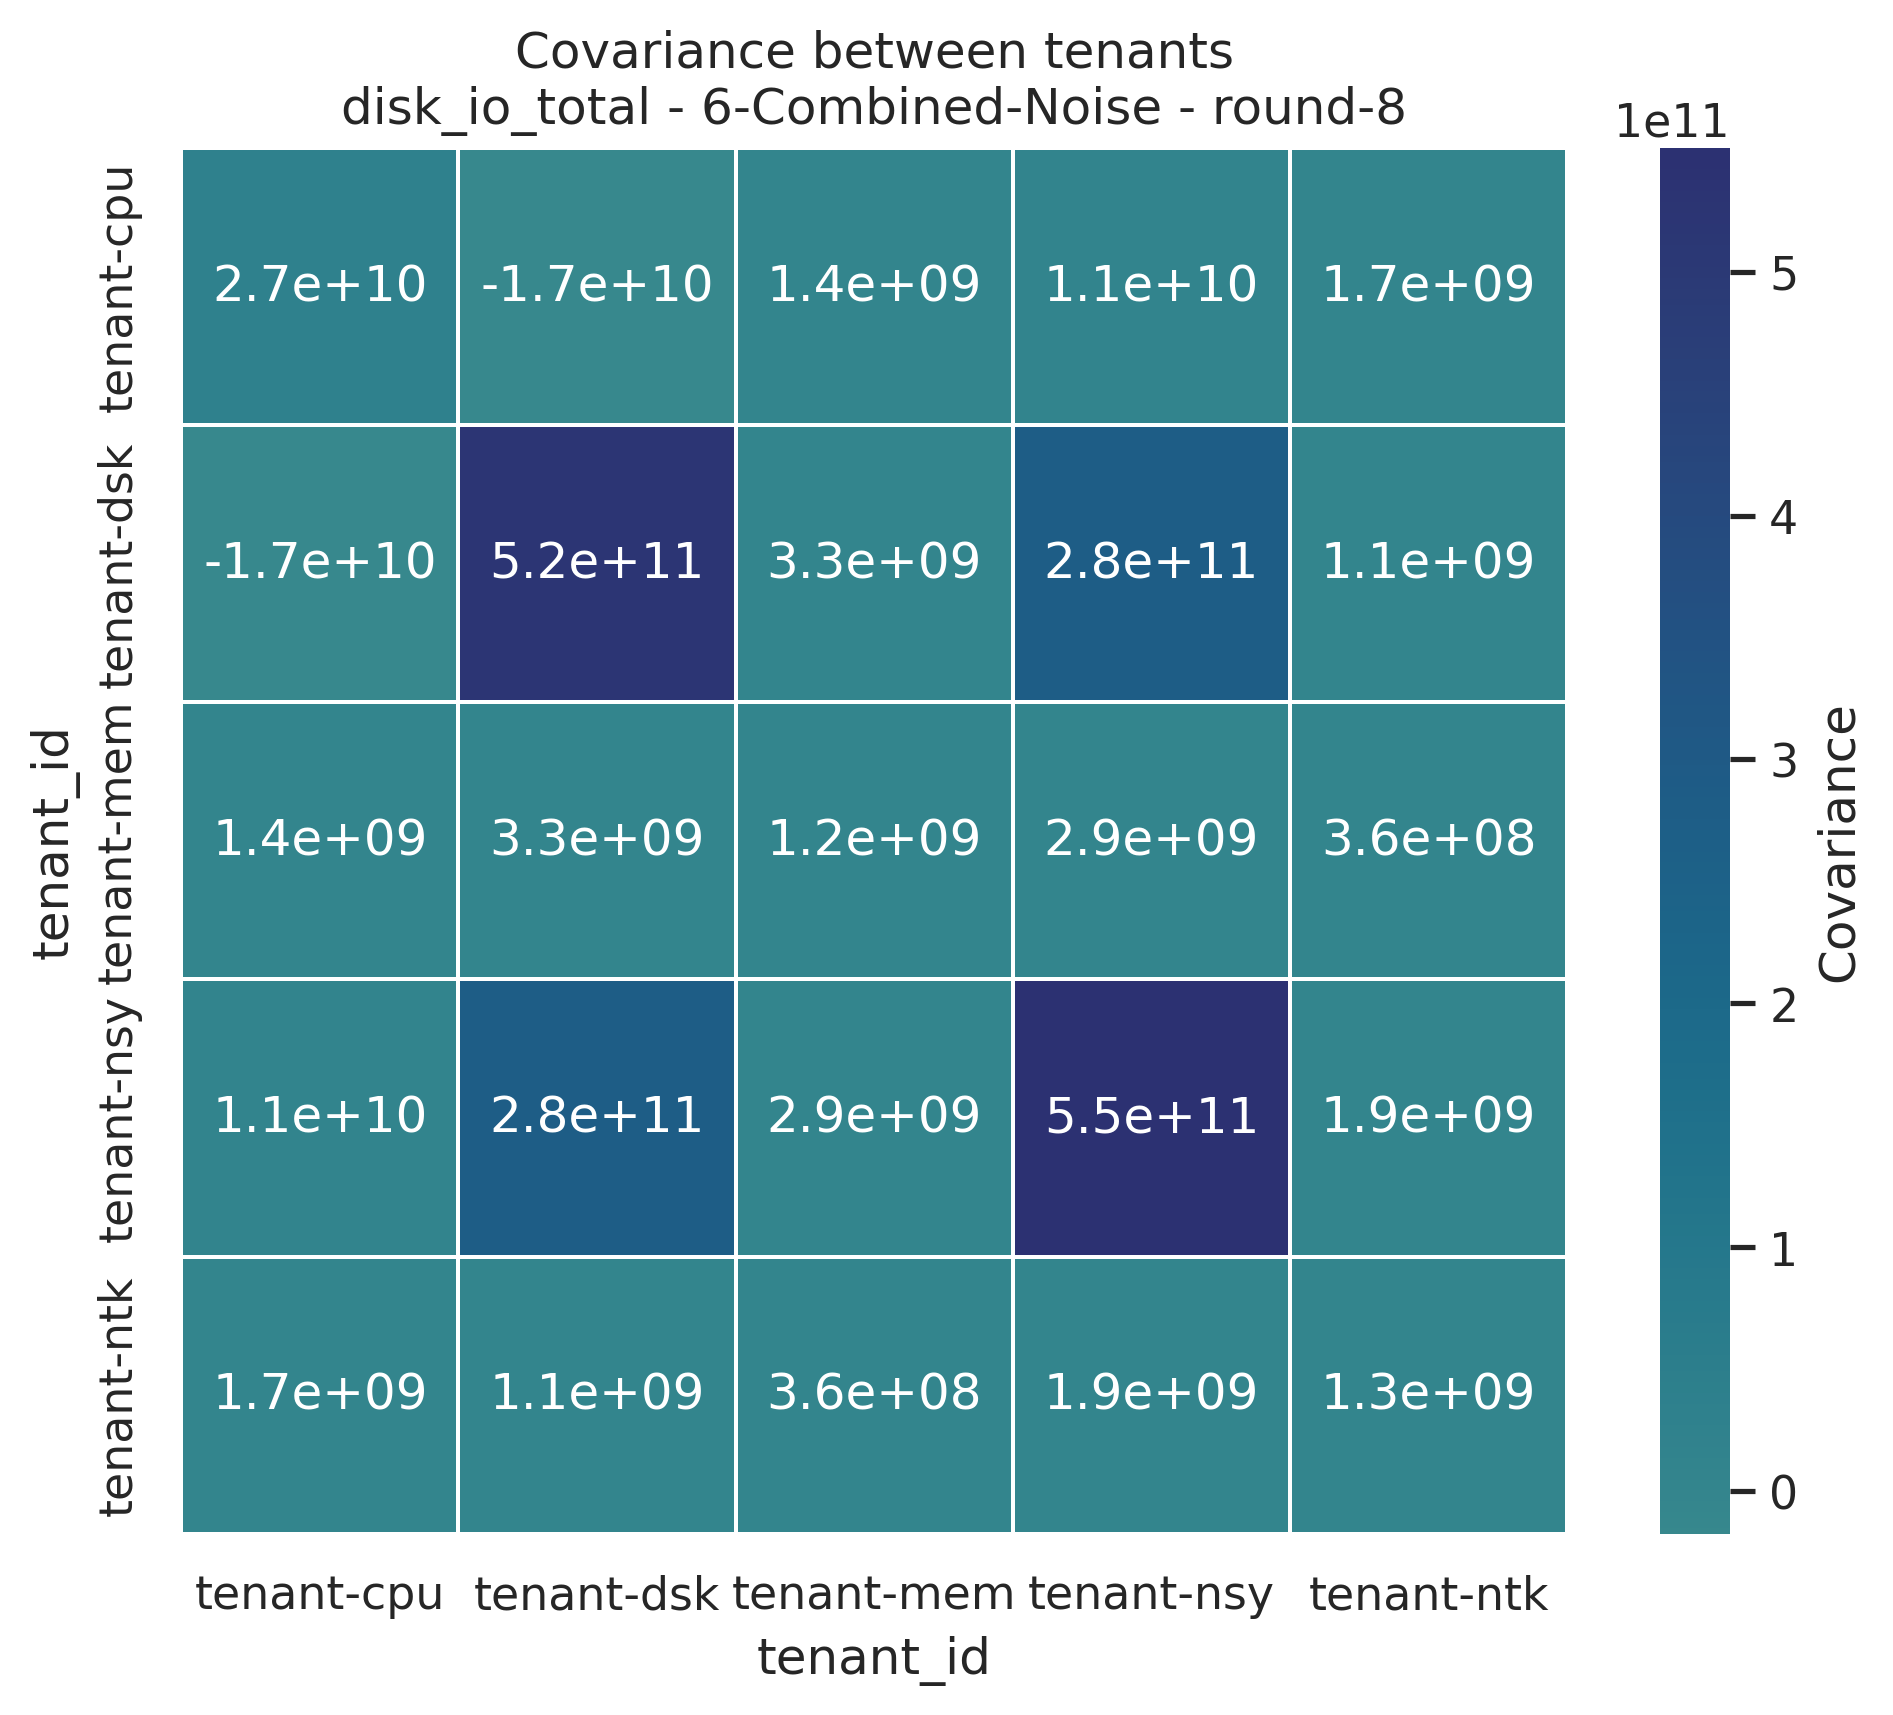 Covariance between tenants
disk_io_total - 6-Combined-Noise - round-8
1e11
tenant-cpu
2.7e+10 -1.7e+10 1.4e+09 1.1e+10 1.7e+09
tenant-dsk
-1.7e+10 5.2e+11 3.3e+09 2.8e+11 1.1e+09
tenant-mem
1.4e+09 3.3e+09 1.2e+09 2.9e+09 3.6e+08
tenant-nsy
1.1e+10 2.8e+11 2.9e+09 5.5e+11 1.9e+09
tenant-ntk
1.7e+09 1.1e+09 3.6e+08 1.9e+09 1.3e+09
tenant_id
tenant-cpu tenant-dsk tenant-mem tenant-nsy tenant-ntk
tenant_id
5
4
3
2
1
0
Covariance